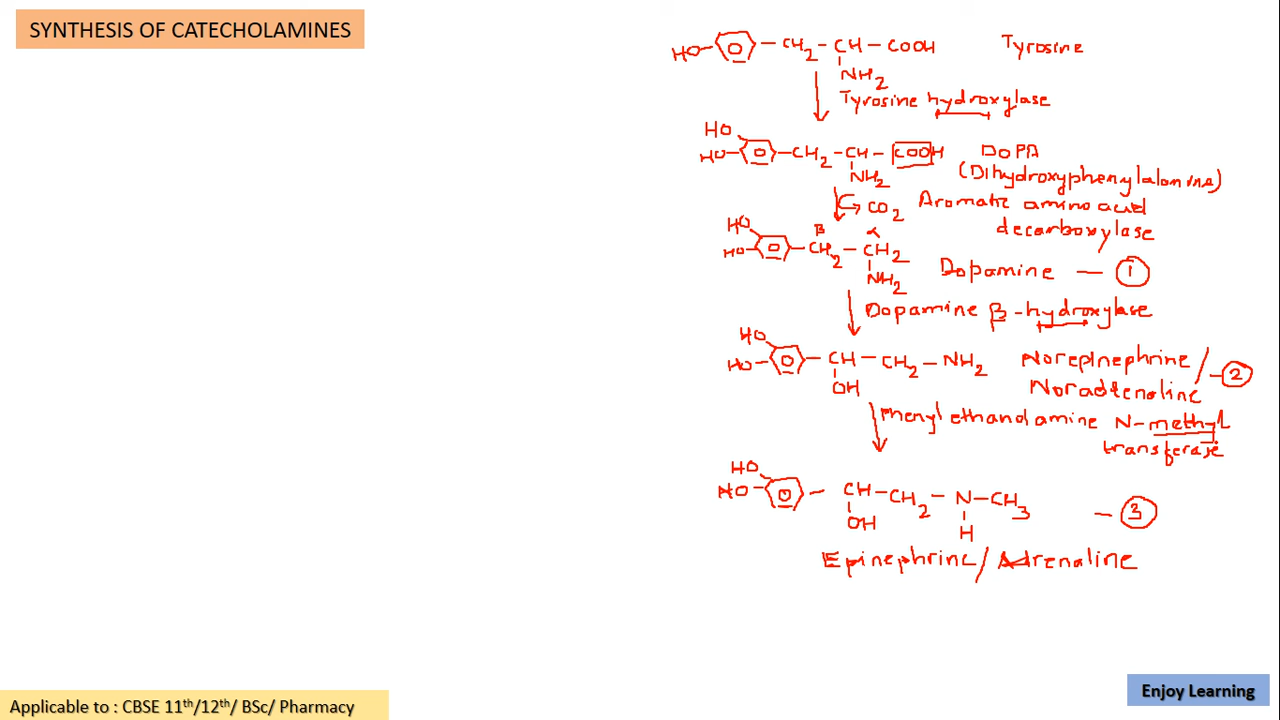 SYNTHESIS OF CATECHOLAMINES
HO- -CH2-CH-COOH Tyrosine
NH2
Tyrosine hydroxylase
HO
HO- -CH2-CH-COOH DOPA
NH2 (Dihydroxyphenylalanine)
CO2 Aromatic amino acid
decarboxylase
HO β α
HO- -CH2-CH2
NH2 Dopamine — 1
Dopamine β-hydroxylase
HO
HO- -CH-CH2-NH2 Norepinephrine /
OH Noradrenaline - 2
Phenyl ethanolamine N-methyl
transferase
HO
HO- - CH-CH2-N-CH3 - 3
OH H
Epinephrine/Adrenaline
Applicable to : CBSE 11th/12th/ BSc/ Pharmacy
Enjoy Learning